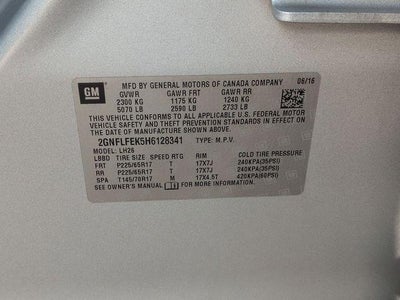 GM
MFD BY GENERAL MOTORS OF CANADA COMPANY 06/16
GVWR GAWR FRT GAWR RR
2300 KG 1175 KG 1240 KG
5070 LB 2590 LB 2733 LB
THIS VEHICLE CONFORMS TO ALL APPLICABLE U.S. FEDERAL MOTOR
VEHICLE SAFETY AND THEFT PREVENTION STANDARDS IN EFFECT ON
THE DATE OF MANUFACTURE SHOWN ABOVE.
2GNFLFEK5H6128341 TYPE: M.P.V.
MODEL: LH26
LBBD TIRE SIZE SPEED RTG RIM COLD TIRE PRESSURE
FRT P225/65R17 T 17X7J 240KPA(35PSI)
RR P225/65R17 T 17X7J 240KPA(35PSI)
SPA T145/70R17 M 17X4.5T 420KPA(60PSI)
SEE OWNER'S MANUAL FOR MORE INFORMATION.